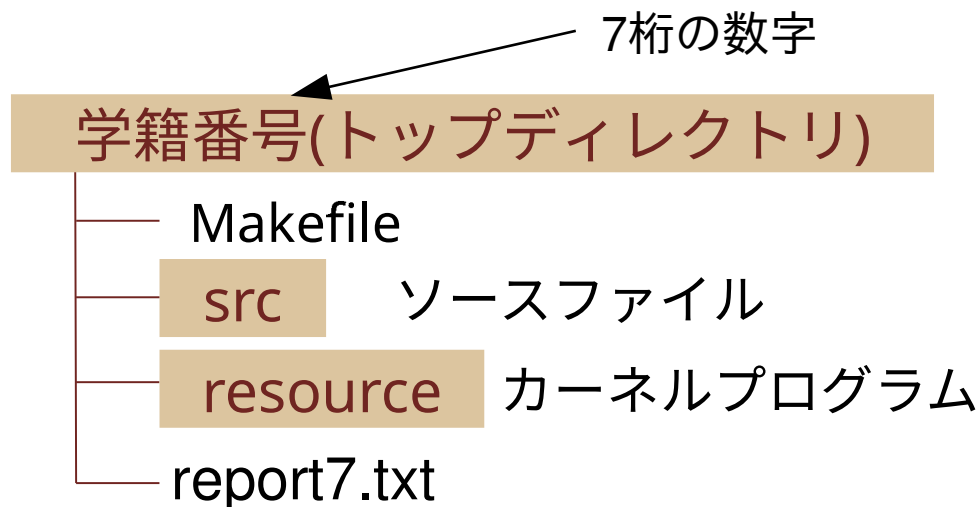 7桁の数字
学籍番号(トップディレクトリ)
Makefile
src ソースファイル
resource カーネルプログラム
report7.txt